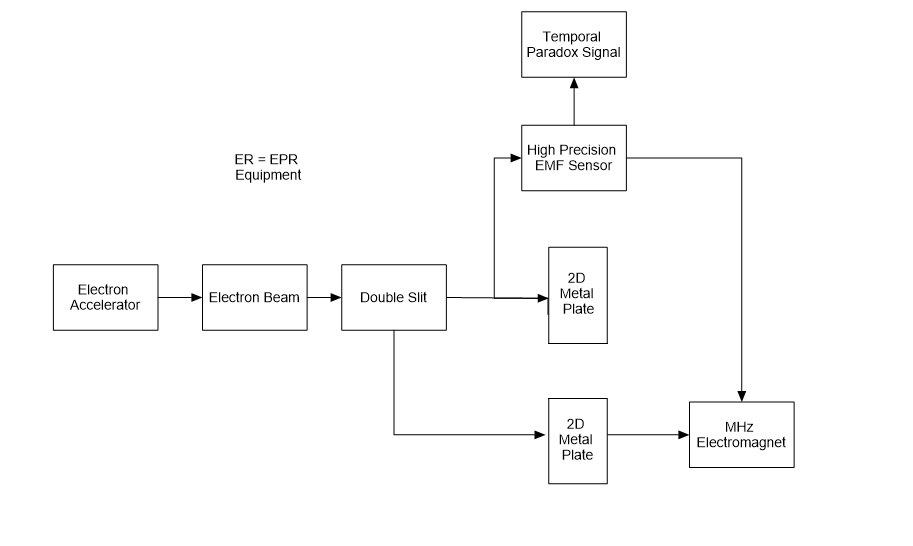 Temporal
Paradox Signal
High Precision
EMF Sensor
ER = EPR
Equipment
Electron
Accelerator
Electron Beam
Double Slit
2D
Metal
Plate
2D
Metal
Plate
MHz
Electromagnet